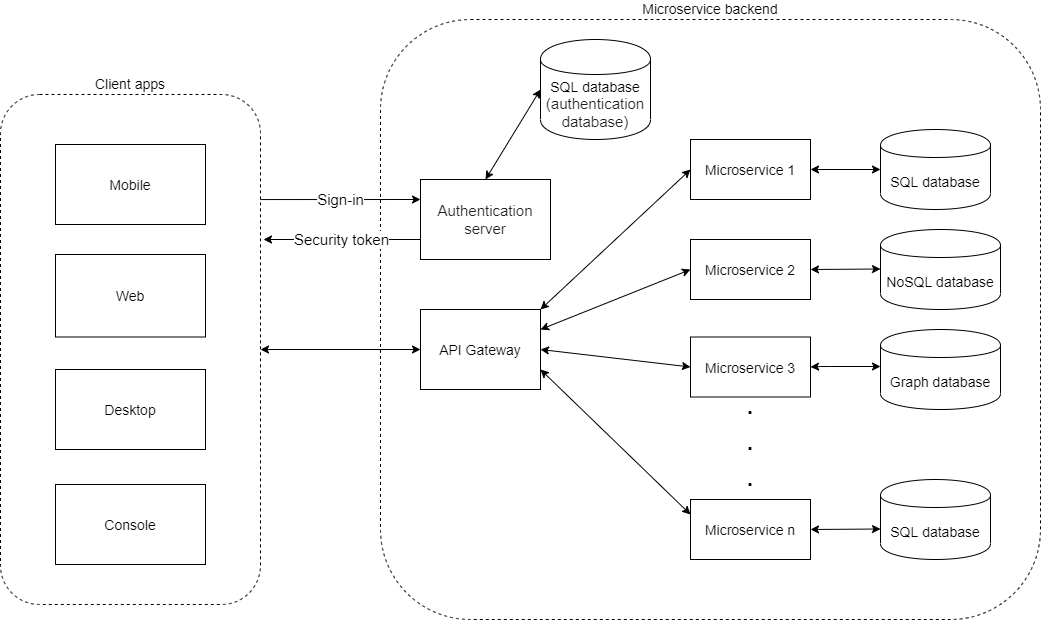 Microservice backend
Client apps
SQL database
(authentication
database)
Mobile
Sign-in
Authentication
server
Security token
Microservice 1
SQL database
Web
Microservice 2
NoSQL database
API Gateway
Microservice 3
Graph database
Desktop
Console
Microservice n
SQL database